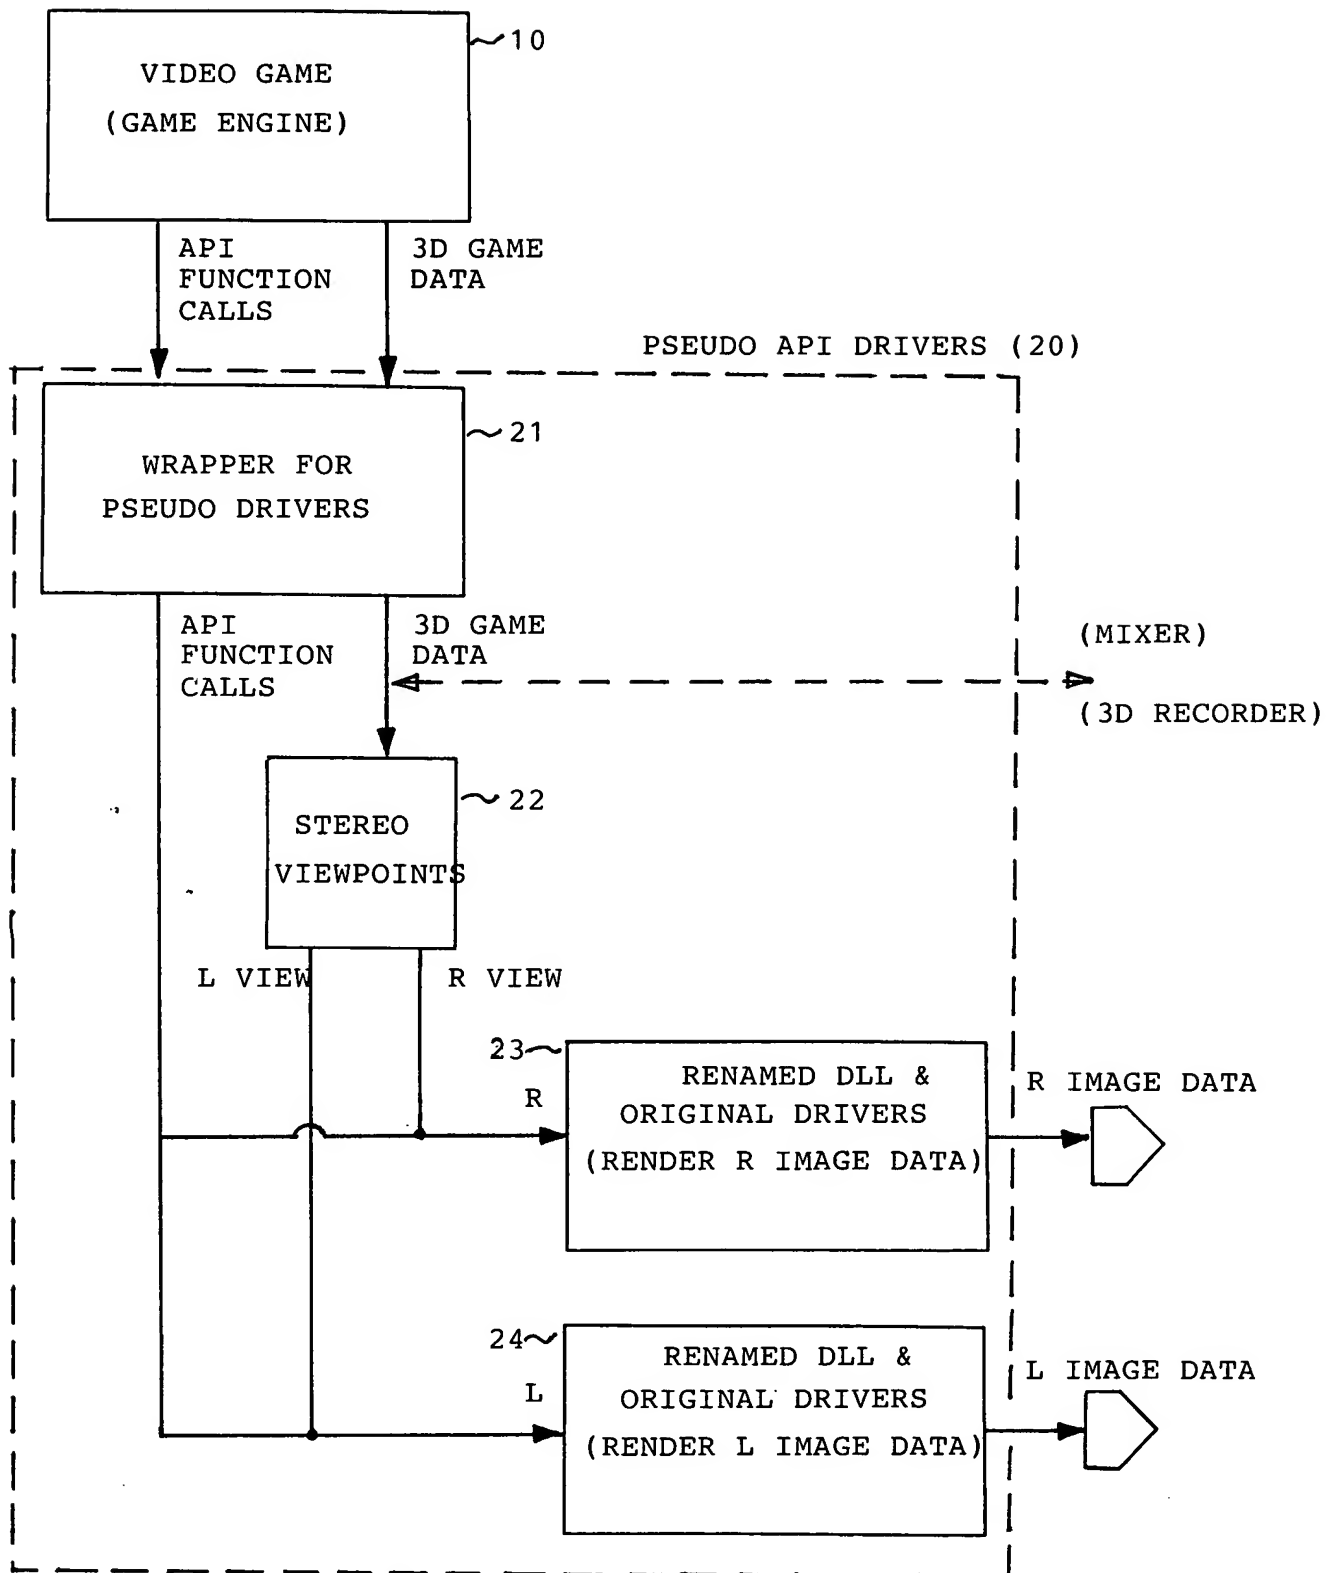 10
VIDEO GAME
(GAME ENGINE)
API
FUNCTION
CALLS
3D GAME
DATA
PSEUDO API DRIVERS (20)
21
WRAPPER FOR
PSEUDO DRIVERS
API
FUNCTION
CALLS
3D GAME
DATA
(MIXER)
(3D RECORDER)
22
STEREO
VIEWPOINTS
L VIEW
R VIEW
23
R
RENAMED DLL &
ORIGINAL DRIVERS
(RENDER R IMAGE DATA)
R IMAGE DATA
24
L
RENAMED DLL &
ORIGINAL DRIVERS
(RENDER L IMAGE DATA)
L IMAGE DATA